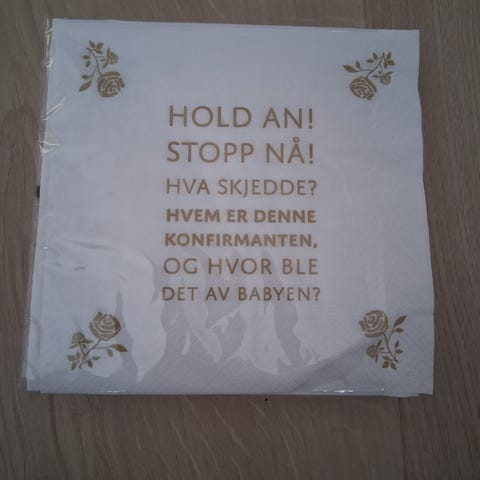 HOLD AN!
STOPP NÅ!
HVA SKJEDDE?
HVEM ER DENNE
KONFIRMANTEN,
OG HVOR BLE
DET AV BABYEN?